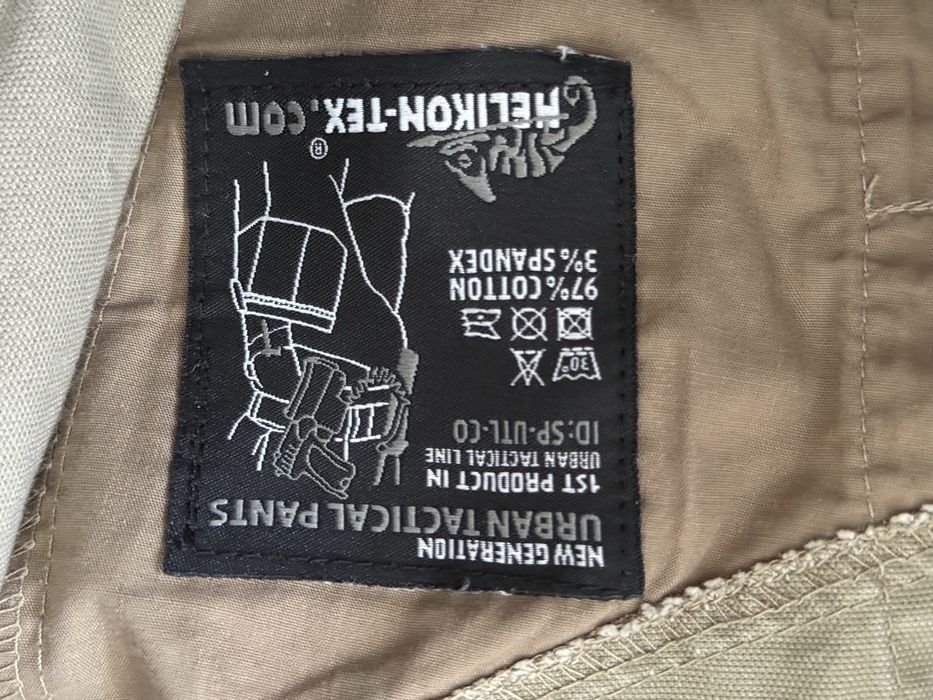 NEW GENERATION
URBAN TACTICAL PANTS
1ST PRODUCT IN
URBAN TACTICAL LINE
ID:SP-UTL-CO
30°
97% COTTON
3% SPANDEX
®
HELIKON-TEX.COM